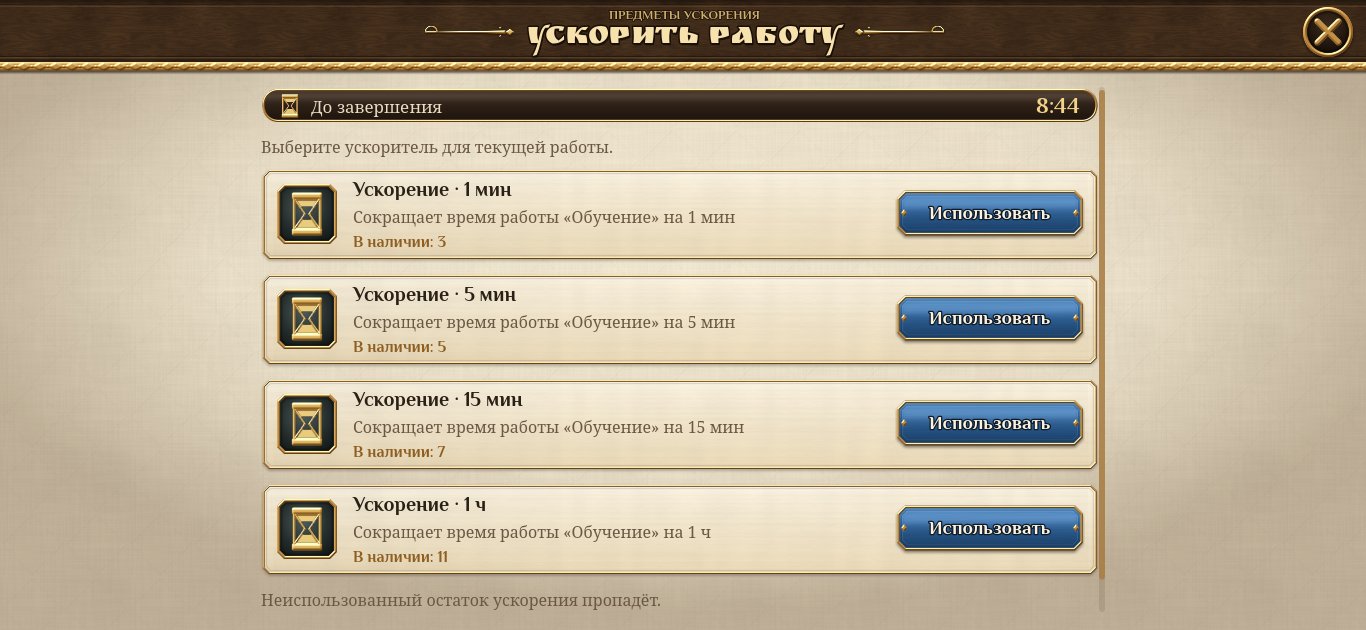 ПРЕДМЕТЫ УСКОРЕНИЯ
УСКОРИТЬ РАБОТУ
До завершения 8:44
Выберите ускоритель для текущей работы.
Ускорение · 1 мин
Сокращает время работы «Обучение» на 1 мин
В наличии: 3
Использовать
Ускорение · 5 мин
Сокращает время работы «Обучение» на 5 мин
В наличии: 5
Использовать
Ускорение · 15 мин
Сокращает время работы «Обучение» на 15 мин
В наличии: 7
Использовать
Ускорение · 1 ч
Сокращает время работы «Обучение» на 1 ч
В наличии: 11
Использовать
Неиспользованный остаток ускорения пропадёт.